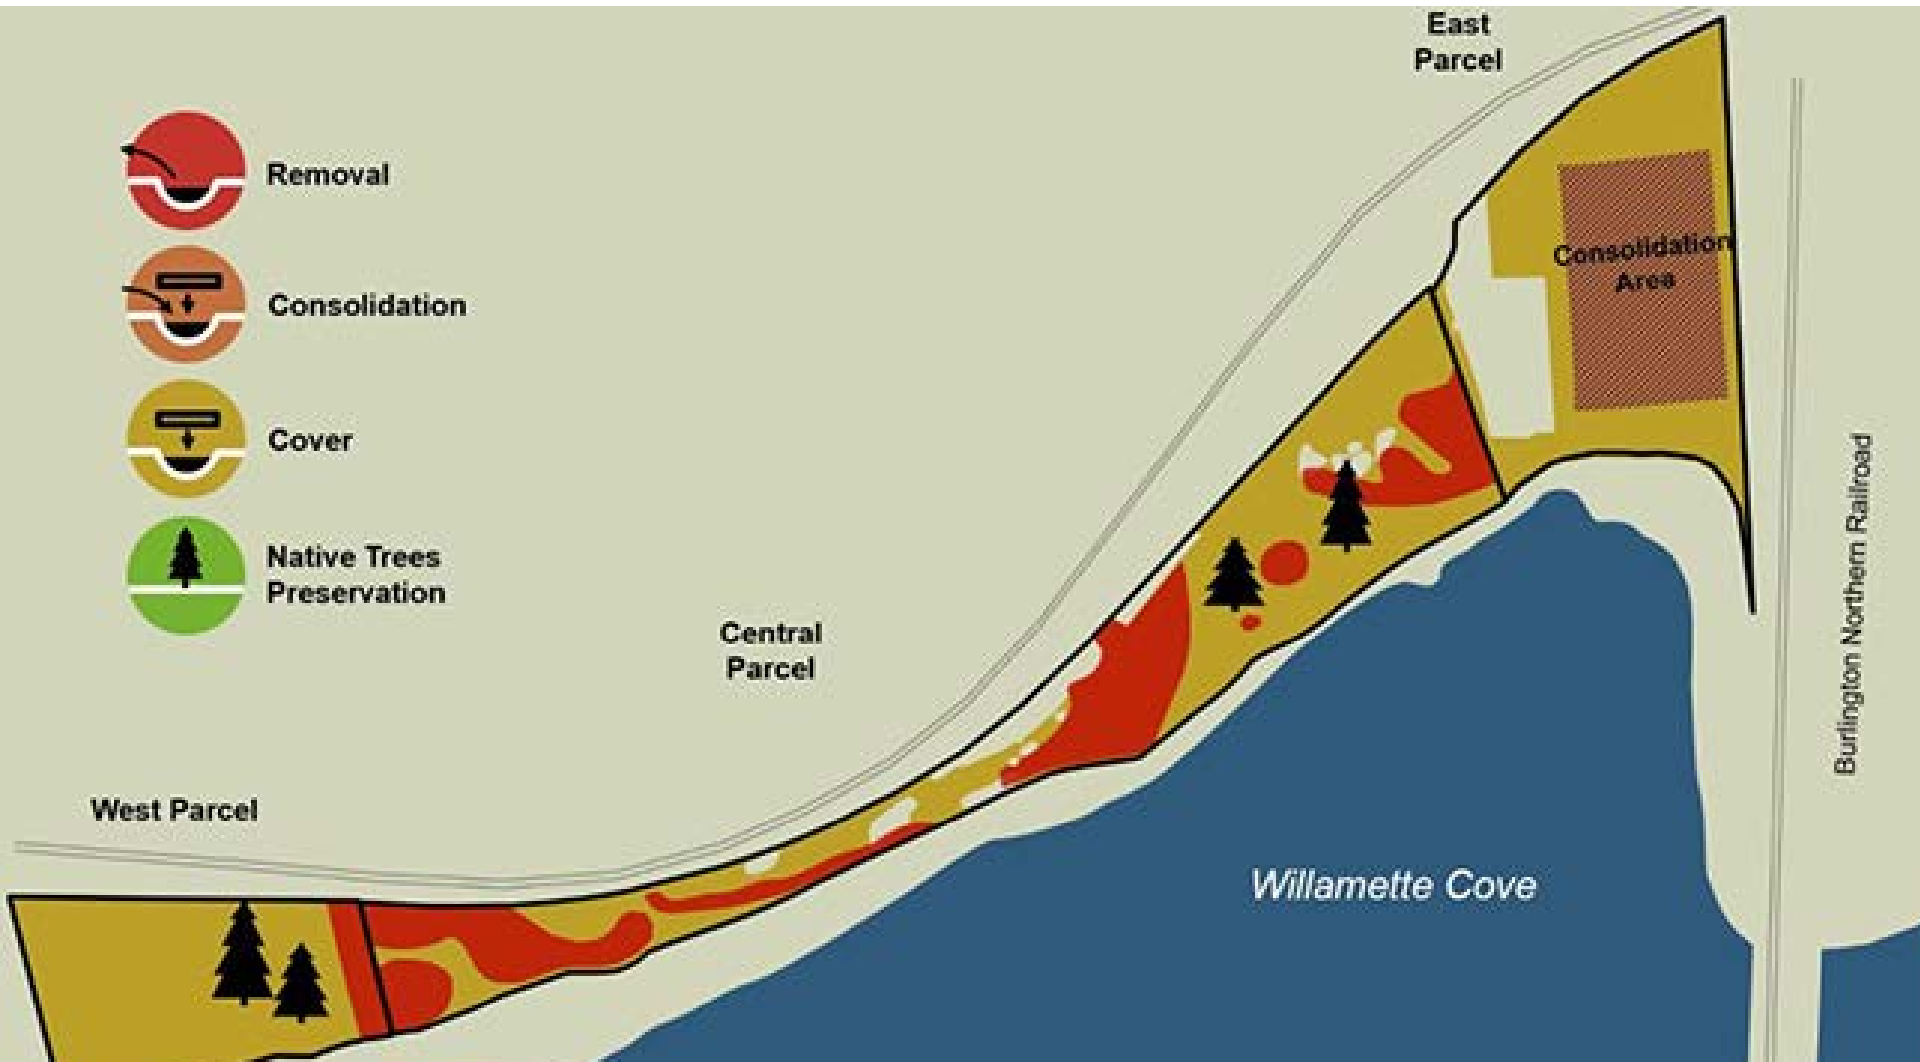 East
Parcel
Removal
Consolidation
Area
Consolidation
Cover
Native Trees
Preservation
Central
Parcel
Burlington Northern Railroad
West Parcel
Willamette Cove